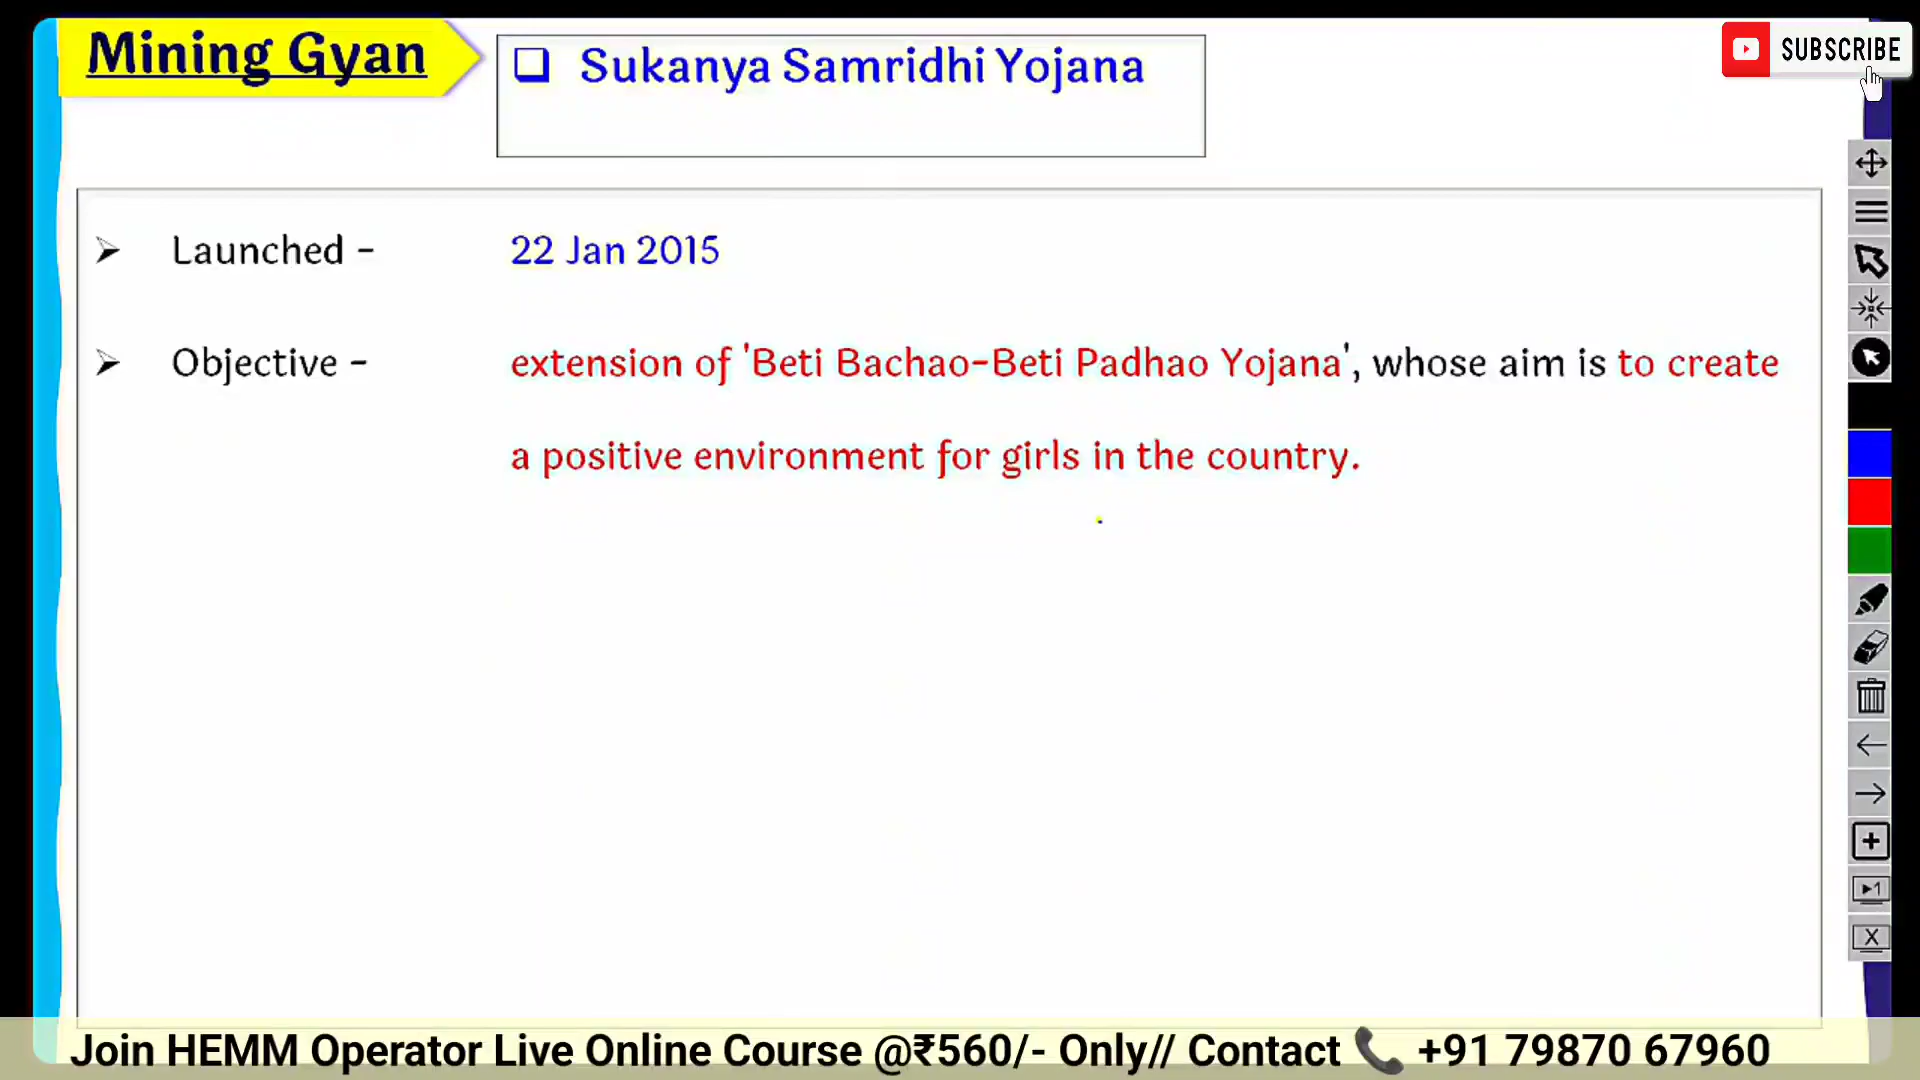 Mining Gyan
❑ Sukanya Samridhi Yojana
SUBSCRIBE
➢ Launched - 22 Jan 2015
➢ Objective - extension of 'Beti Bachao-Beti Padhao Yojana', whose aim is to create
a positive environment for girls in the country.
Join HEMM Operator Live Online Course @₹560/- Only// Contact 📞 +91 79870 67960